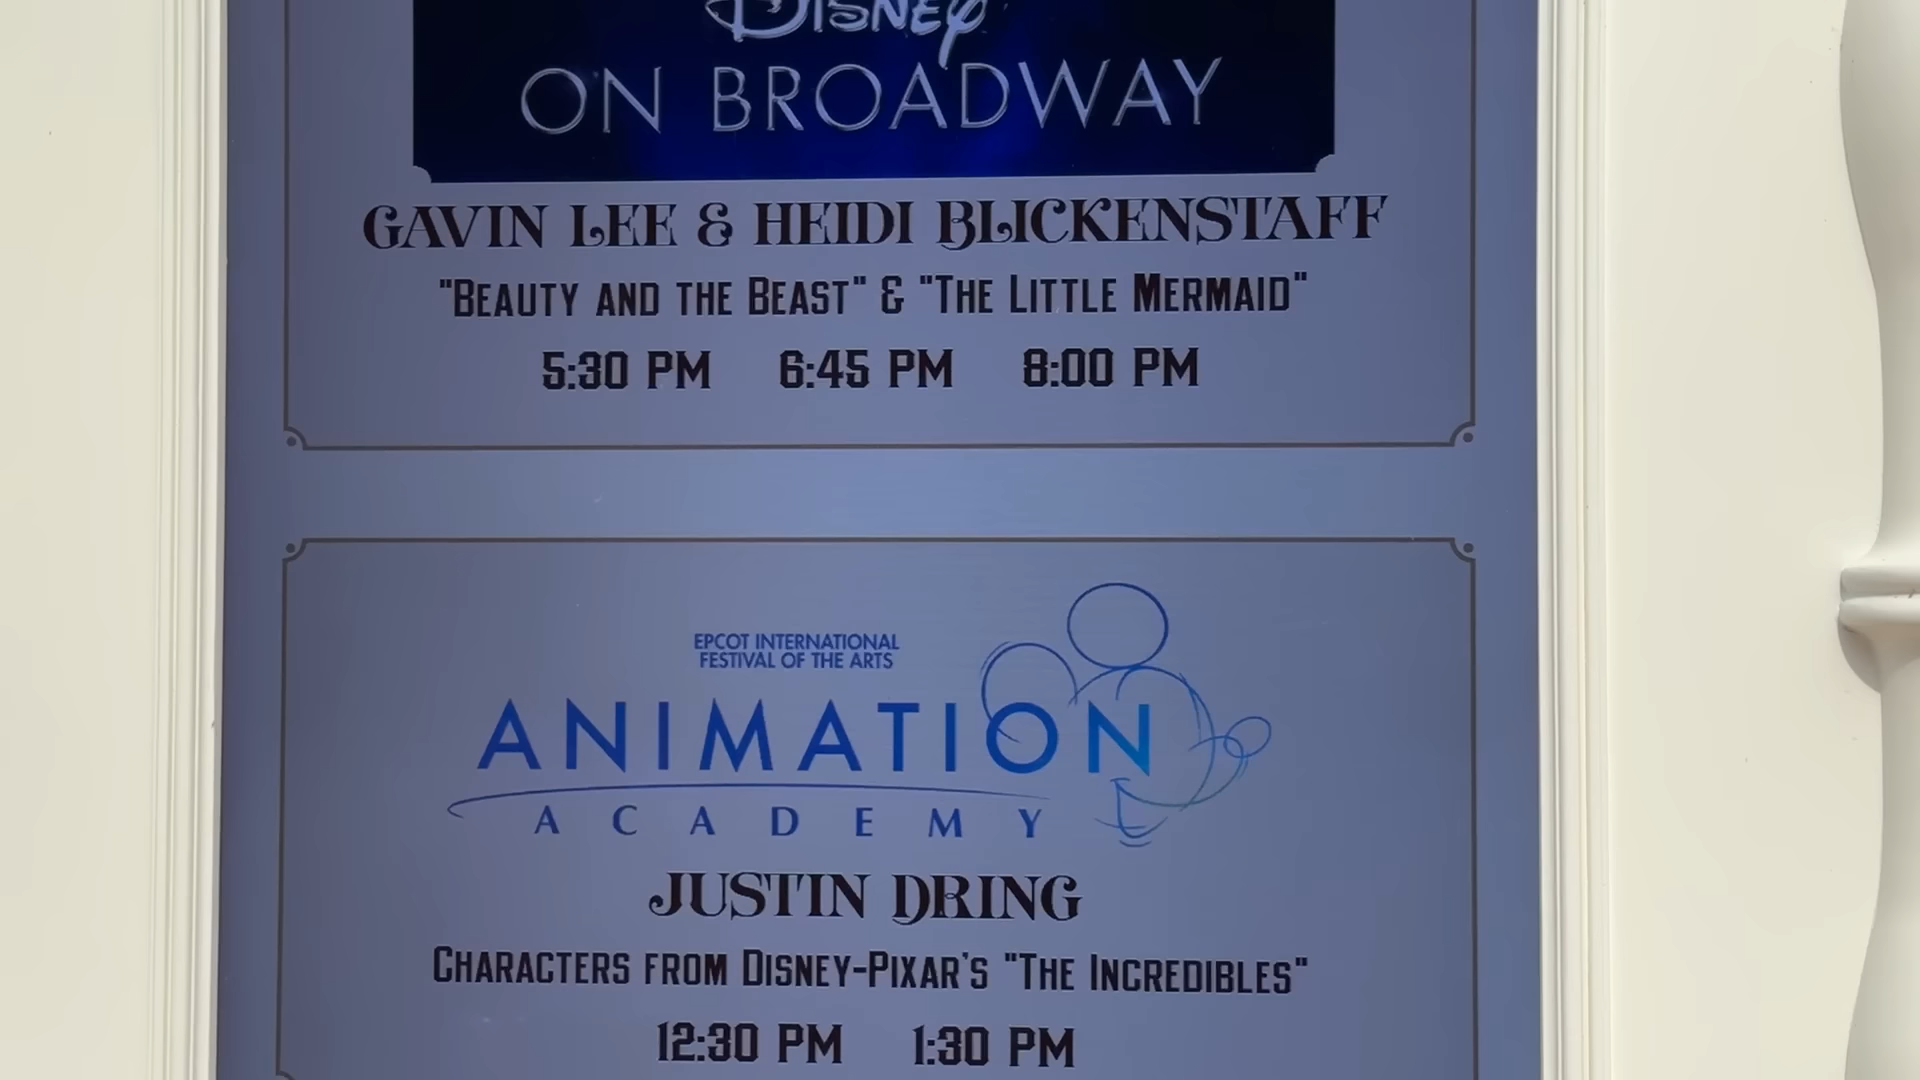 DISNEY
ON BROADWAY
GAVIN LEE & HEIDI BLICKENSTAFF
"BEAUTY AND THE BEAST" & "THE LITTLE MERMAID"
5:30 PM 6:45 PM 8:00 PM
EPCOT INTERNATIONAL
FESTIVAL OF THE ARTS
ANIMATION
ACADEMY
JUSTIN DRING
CHARACTERS FROM DISNEY-PIXAR'S "THE INCREDIBLES"
12:30 PM 1:30 PM